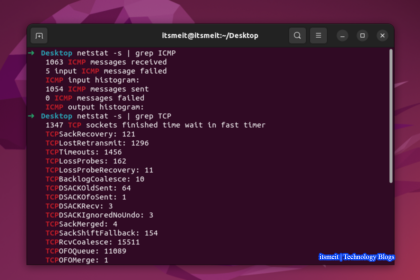 itsmeit@itsmeit:~/Desktop
➜ Desktop netstat -s | grep ICMP
1063 ICMP messages received
5 input ICMP message failed
ICMP input histogram:
1054 ICMP messages sent
0 ICMP messages failed
ICMP output histogram:
➜ Desktop netstat -s | grep TCP
1347 TCP sockets finished time wait in fast timer
TCPSackRecovery: 121
TCPLostRetransmit: 1296
TCPTimeouts: 1456
TCPLossProbes: 162
TCPLossProbeRecovery: 11
TCPBacklogCoalesce: 10
TCPDSACKOldSent: 64
TCPDSACKOfoSent: 1
TCPDSACKRecv: 3
TCPDSACKIgnoredNoUndo: 3
TCPSackMerged: 4
TCPSackShiftFallback: 154
TCPRcvCoalesce: 15511
TCPOFOQueue: 11089
TCPOFOMerge: 1
itsmeit | Technology Blogs